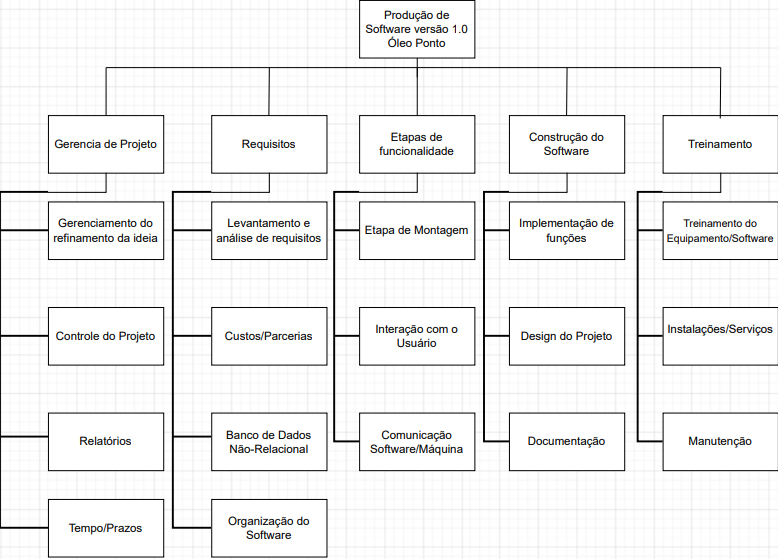 Produção de
Software versão 1.0
Óleo Ponto
Gerencia de Projeto
Requisitos
Etapas de
funcionalidade
Construção do
Software
Treinamento
Gerenciamento do
refinamento da ideia
Levantamento e
análise de requisitos
Etapa de Montagem
Implementação de
funções
Treinamento do
Equipamento/Software
Controle do Projeto
Custos/Parcerias
Interação com o
Usuário
Design do Projeto
Instalações/Serviços
Relatórios
Banco de Dados
Não-Relacional
Comunicação
Software/Máquina
Documentação
Manutenção
Tempo/Prazos
Organização do
Software